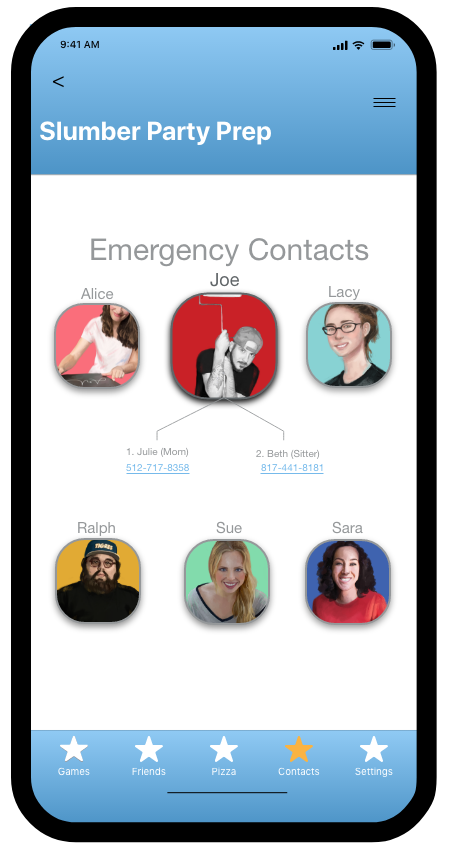 9:41 AM
<
Slumber Party Prep
Emergency Contacts
Alice
Joe
Lacy
1. Julie (Mom)
2. Beth (Sitter)
512-717-8358
817-441-8181
Ralph
Sue
Sara
TIGRES
Games
Friends
Pizza
Contacts
Settings